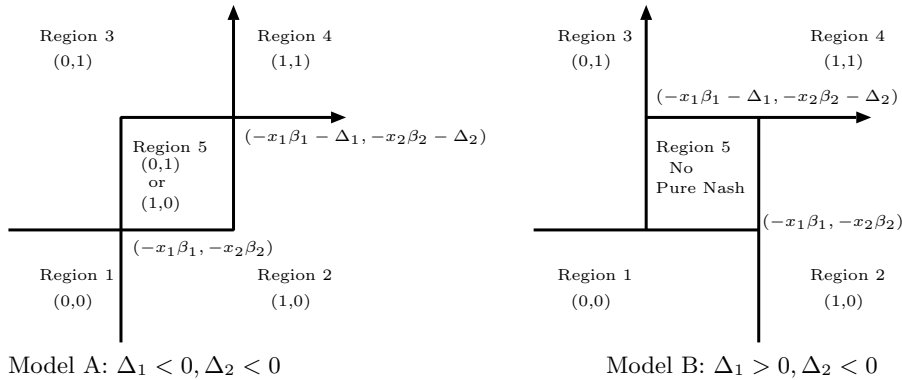 Region 3
(0,1)
Region 4
(1,1)
(−x₁β₁ − Δ₁, −x₂β₂ − Δ₂)
Region 5
(0,1)
or
(1,0)
(−x₁β₁, −x₂β₂)
Region 1
(0,0)
Region 2
(1,0)
Model A: Δ₁ < 0, Δ₂ < 0
Region 3
(0,1)
Region 4
(1,1)
(−x₁β₁ − Δ₁, −x₂β₂ − Δ₂)
Region 5
No
Pure Nash
(−x₁β₁, −x₂β₂)
Region 1
(0,0)
Region 2
(1,0)
Model B: Δ₁ > 0, Δ₂ < 0